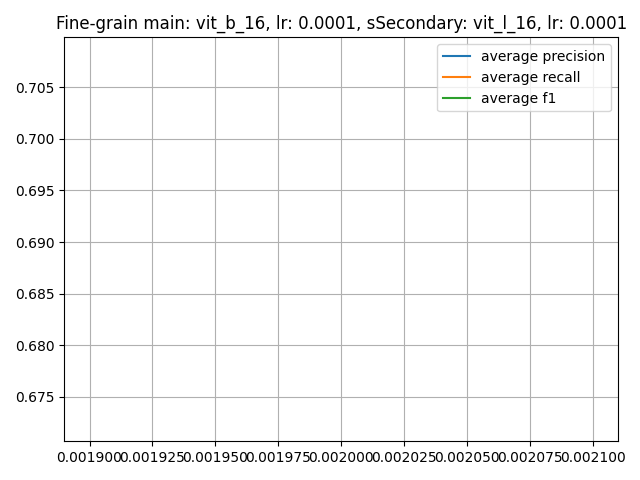 Fine-grain main: vit_b_16, lr: 0.0001, sSecondary: vit_l_16, lr: 0.0001
average precision
average recall
average f1
0.705
0.700
0.695
0.690
0.685
0.680
0.675
0.001900 0.001925 0.001950 0.001975 0.002000 0.002025 0.002050 0.002075 0.002100